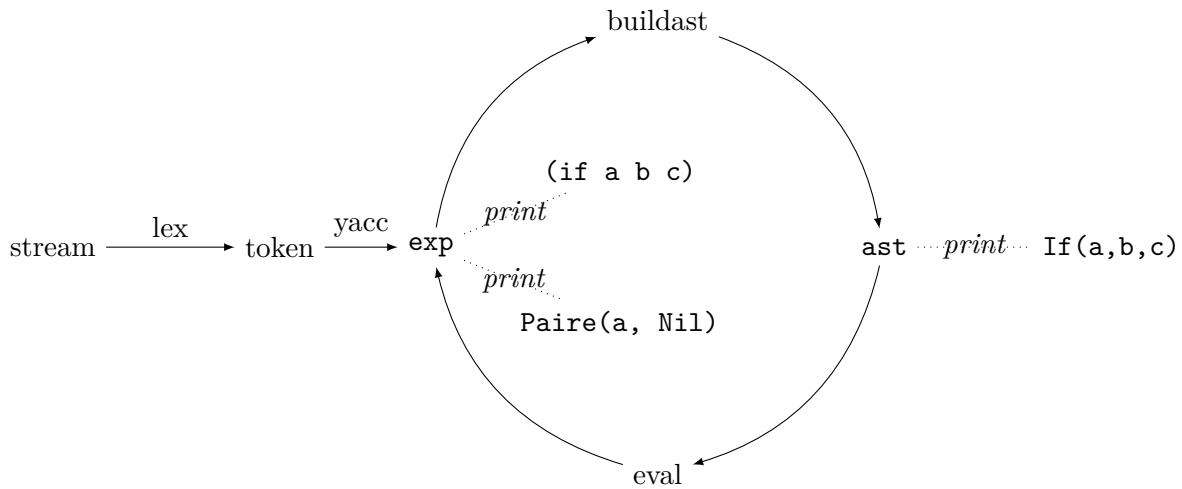 buildast
(if a b c)
print
lex
yacc
stream
token
exp
ast
print
If(a,b,c)
print
Paire(a, Nil)
eval